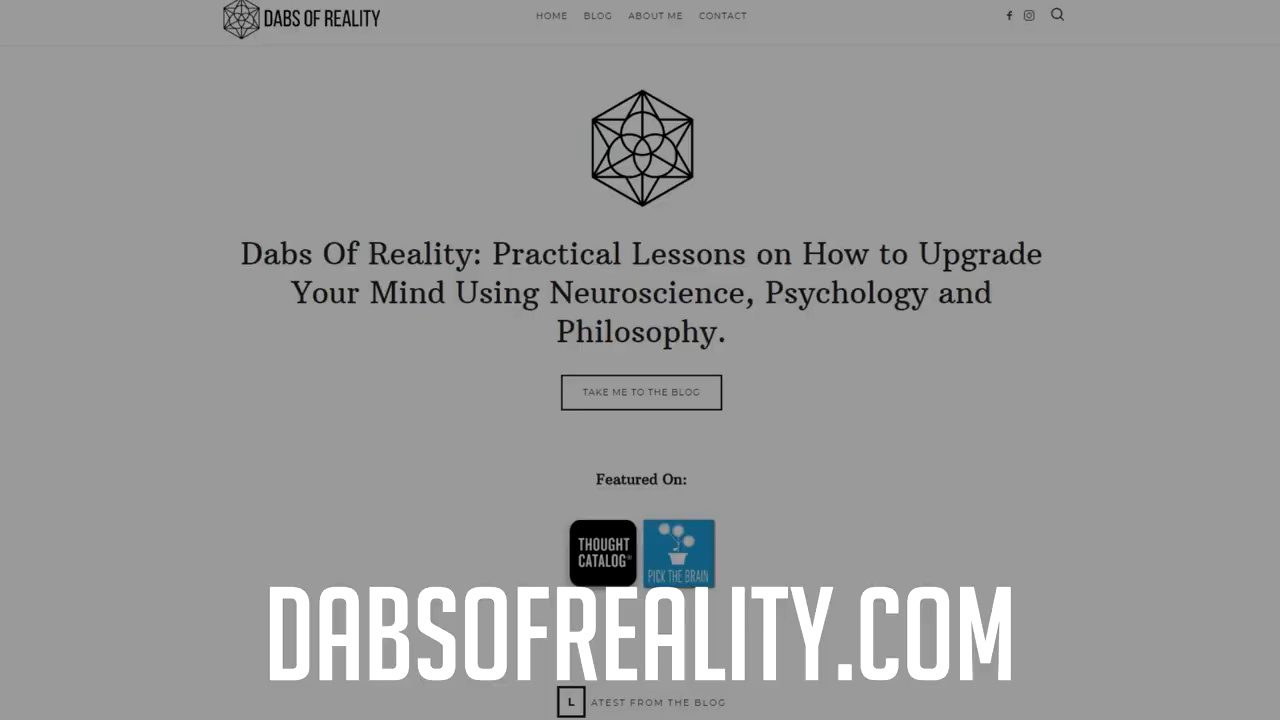 DABS OF REALITY
HOME BLOG ABOUT ME CONTACT
Dabs Of Reality: Practical Lessons on How to Upgrade
Your Mind Using Neuroscience, Psychology and
Philosophy.
TAKE ME TO THE BLOG
Featured On:
THOUGHT
CATALOG®
PICK THE BRAIN
DABSOFREALITY.COM
LATEST FROM THE BLOG